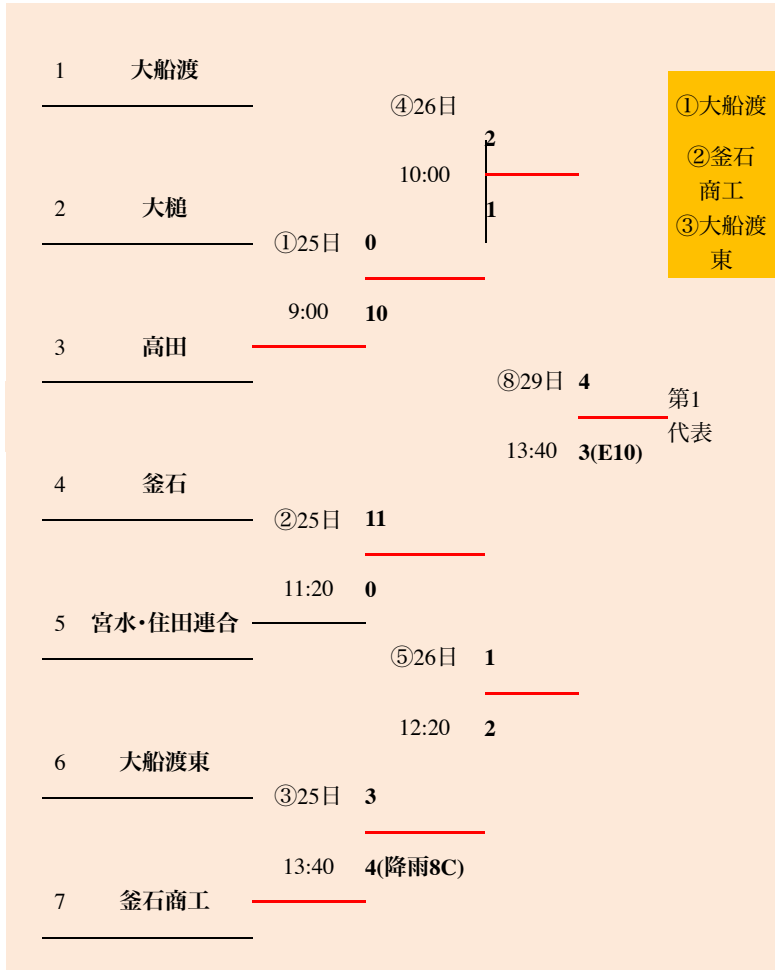 1 大船渡
④26日
①大船渡
2
10:00
②釜石
商工
2 大槌
1
③大船渡
東
①25日 0
9:00 10
3 高田
⑧29日 4
第1
代表
13:40 3(E10)
4 釜石
②25日 11
11:20 0
5 宮水・住田連合
⑤26日 1
12:20 2
6 大船渡東
③25日 3
13:40 4(降雨8C)
7 釜石商工